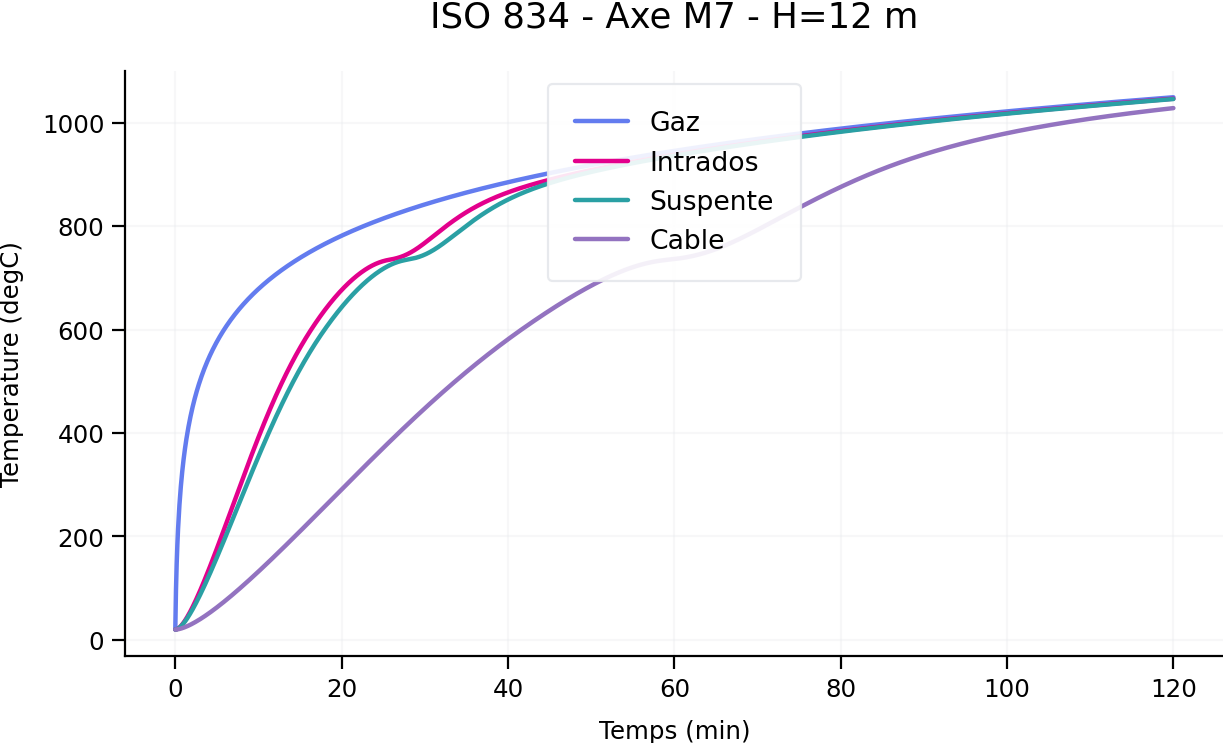 ISO 834 - Axe M7 - H=12 m
Temperature (degC)
1000
800
600
400
200
0
Gaz
Intrados
Suspente
Cable
0 20 40 60 80 100 120
Temps (min)